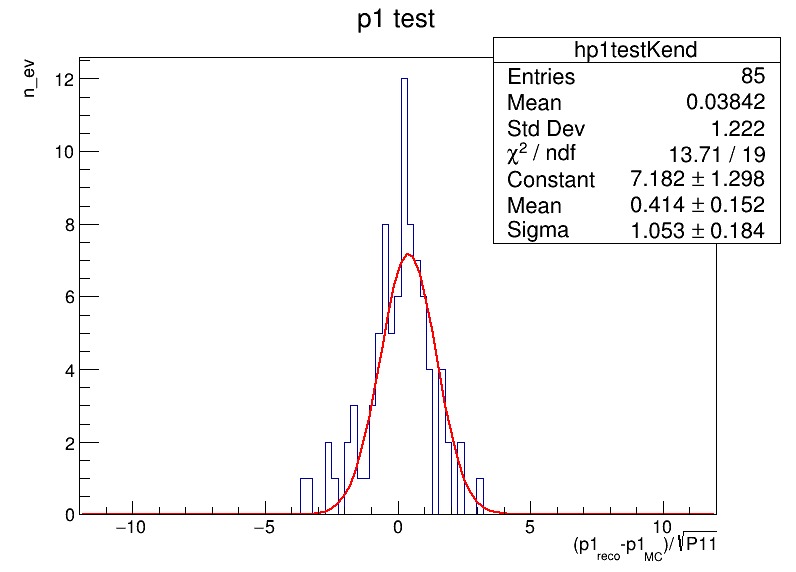 p1 test
hp1testKend
Entries 85
Mean 0.03842
Std Dev 1.222
χ² / ndf 13.71 / 19
Constant 7.182 ± 1.298
Mean 0.414 ± 0.152
Sigma 1.053 ± 0.184
n_ev
12
10
8
6
4
2
0
−10 −5 0 5 10
(p1reco-p1MC)/√P11